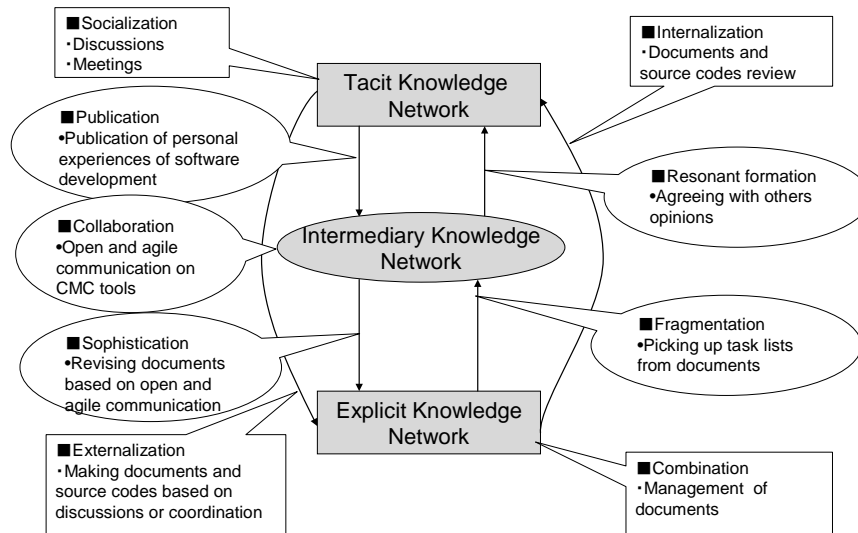 ■Socialization
・Discussions
・Meetings
■Internalization
・Documents and
source codes review
Tacit Knowledge
Network
■Publication
•Publication of personal
experiences of software
development
■Resonant formation
•Agreeing with others
opinions
■Collaboration
•Open and agile
communication on
CMC tools
Intermediary Knowledge
Network
■Sophistication
•Revising documents
based on open and
agile communication
■Fragmentation
•Picking up task lists
from documents
Explicit Knowledge
Network
■Externalization
・Making documents and
source codes based on
discussions or coordination
■Combination
・Management of
documents